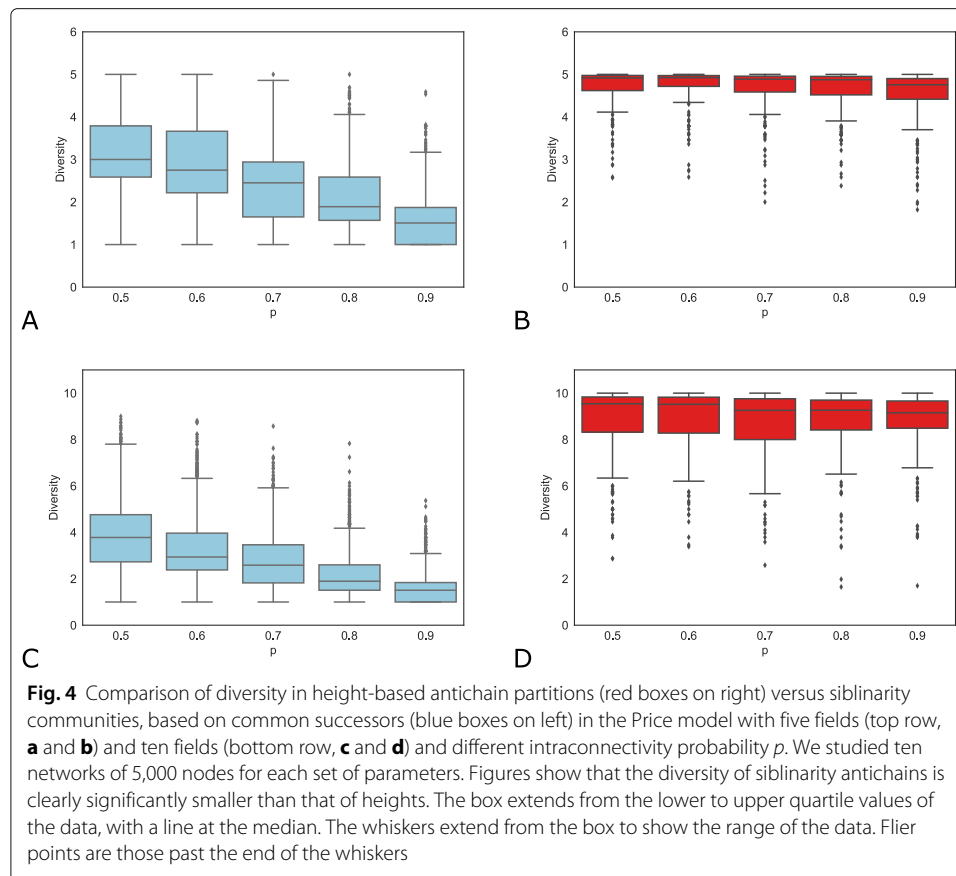 6
5
4
3
2
1
0
Diversity
0.5 0.6 0.7 0.8 0.9
p
A
6
5
4
3
2
1
0
Diversity
0.5 0.6 0.7 0.8 0.9
p
B
10
8
6
4
2
0
Diversity
0.5 0.6 0.7 0.8 0.9
p
C
10
8
6
4
2
0
Diversity
0.5 0.6 0.7 0.8 0.9
p
D
Fig. 4 Comparison of diversity in height-based antichain partitions (red boxes on right) versus siblinarity
communities, based on common successors (blue boxes on left) in the Price model with five fields (top row,
a and b) and ten fields (bottom row, c and d) and different intraconnectivity probability p. We studied ten
networks of 5,000 nodes for each set of parameters. Figures show that the diversity of siblinarity antichains is
clearly significantly smaller than that of heights. The box extends from the lower to upper quartile values of
the data, with a line at the median. The whiskers extend from the box to show the range of the data. Flier
points are those past the end of the whiskers